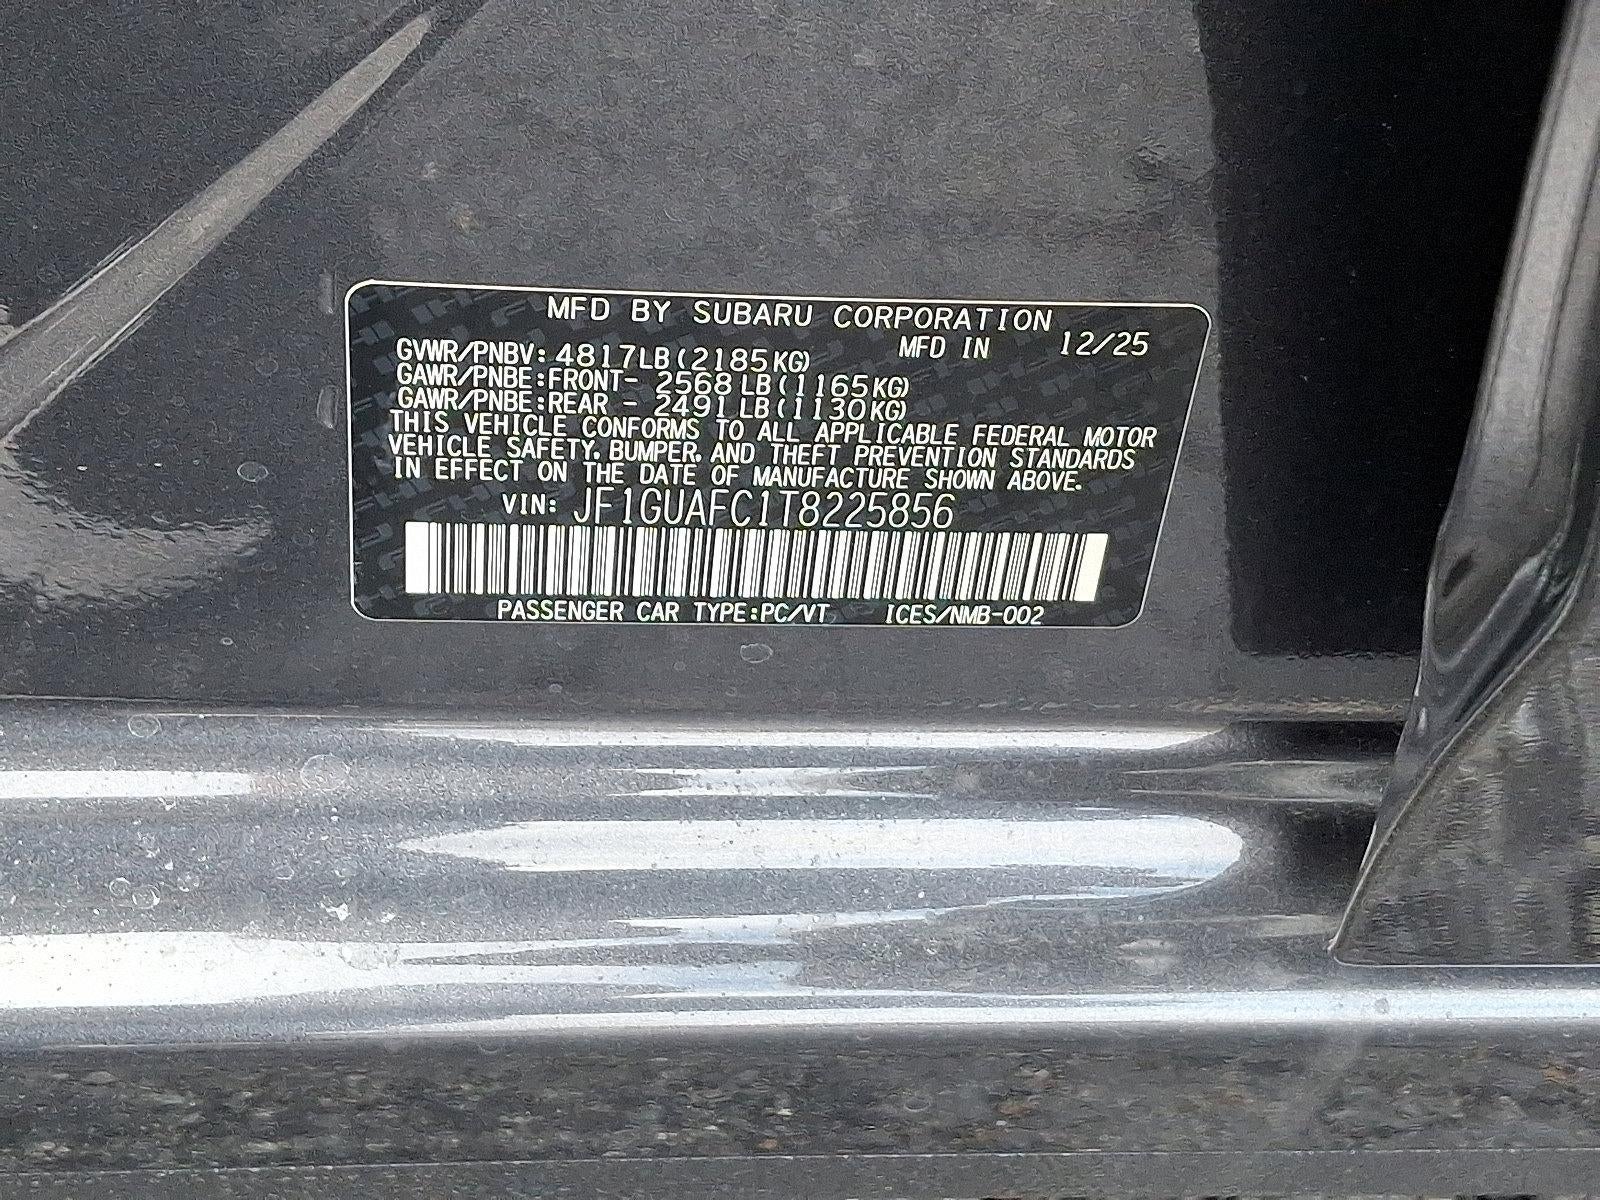 MFD BY SUBARU CORPORATION
MFD IN 12/25
GVWR/PNBV: 4817LB(2185KG)
GAWR/PNBE:FRONT- 2568 LB(1165KG)
GAWR/PNBE:REAR - 2491 LB(1130KG)
THIS VEHICLE CONFORMS TO ALL APPLICABLE FEDERAL MOTOR
VEHICLE SAFETY, BUMPER, AND THEFT PREVENTION STANDARDS
IN EFFECT ON THE DATE OF MANUFACTURE SHOWN ABOVE.
VIN: JF1GUAFC1T8225856
PASSENGER CAR TYPE:PC/VT ICES/NMB-002